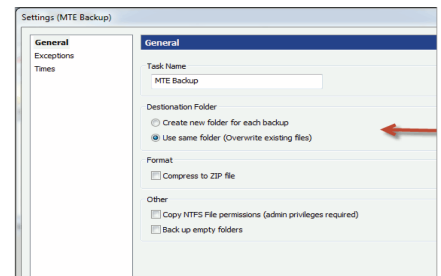 Settings (MTE Backup)
General
Exceptions
Times
General
Task Name
MTE Backup
Destionation Folder
Create new folder for each backup
Use same folder (Overwrite existing files)
Format
Compress to ZIP file
Other
Copy NTFS File permissions (admin privileges required)
Back up empty folders